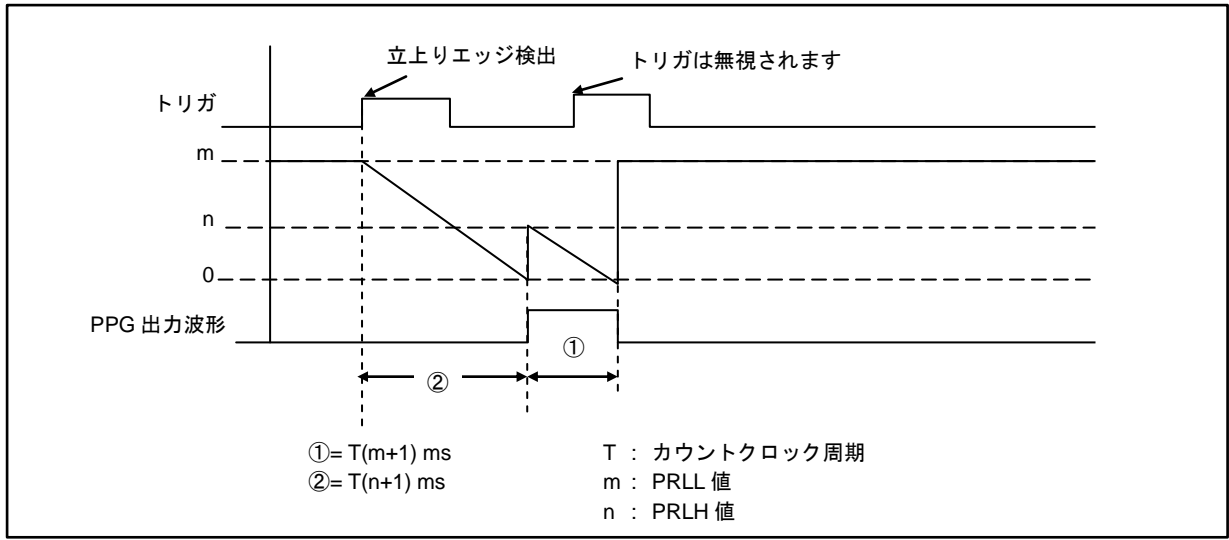 立上りエッジ検出
トリガは無視されます
トリガ
m
n
0
PPG 出力波形
①
②
①= T(m+1) ms
②= T(n+1) ms
T : カウントクロック周期
m : PRLL 値
n : PRLH 値